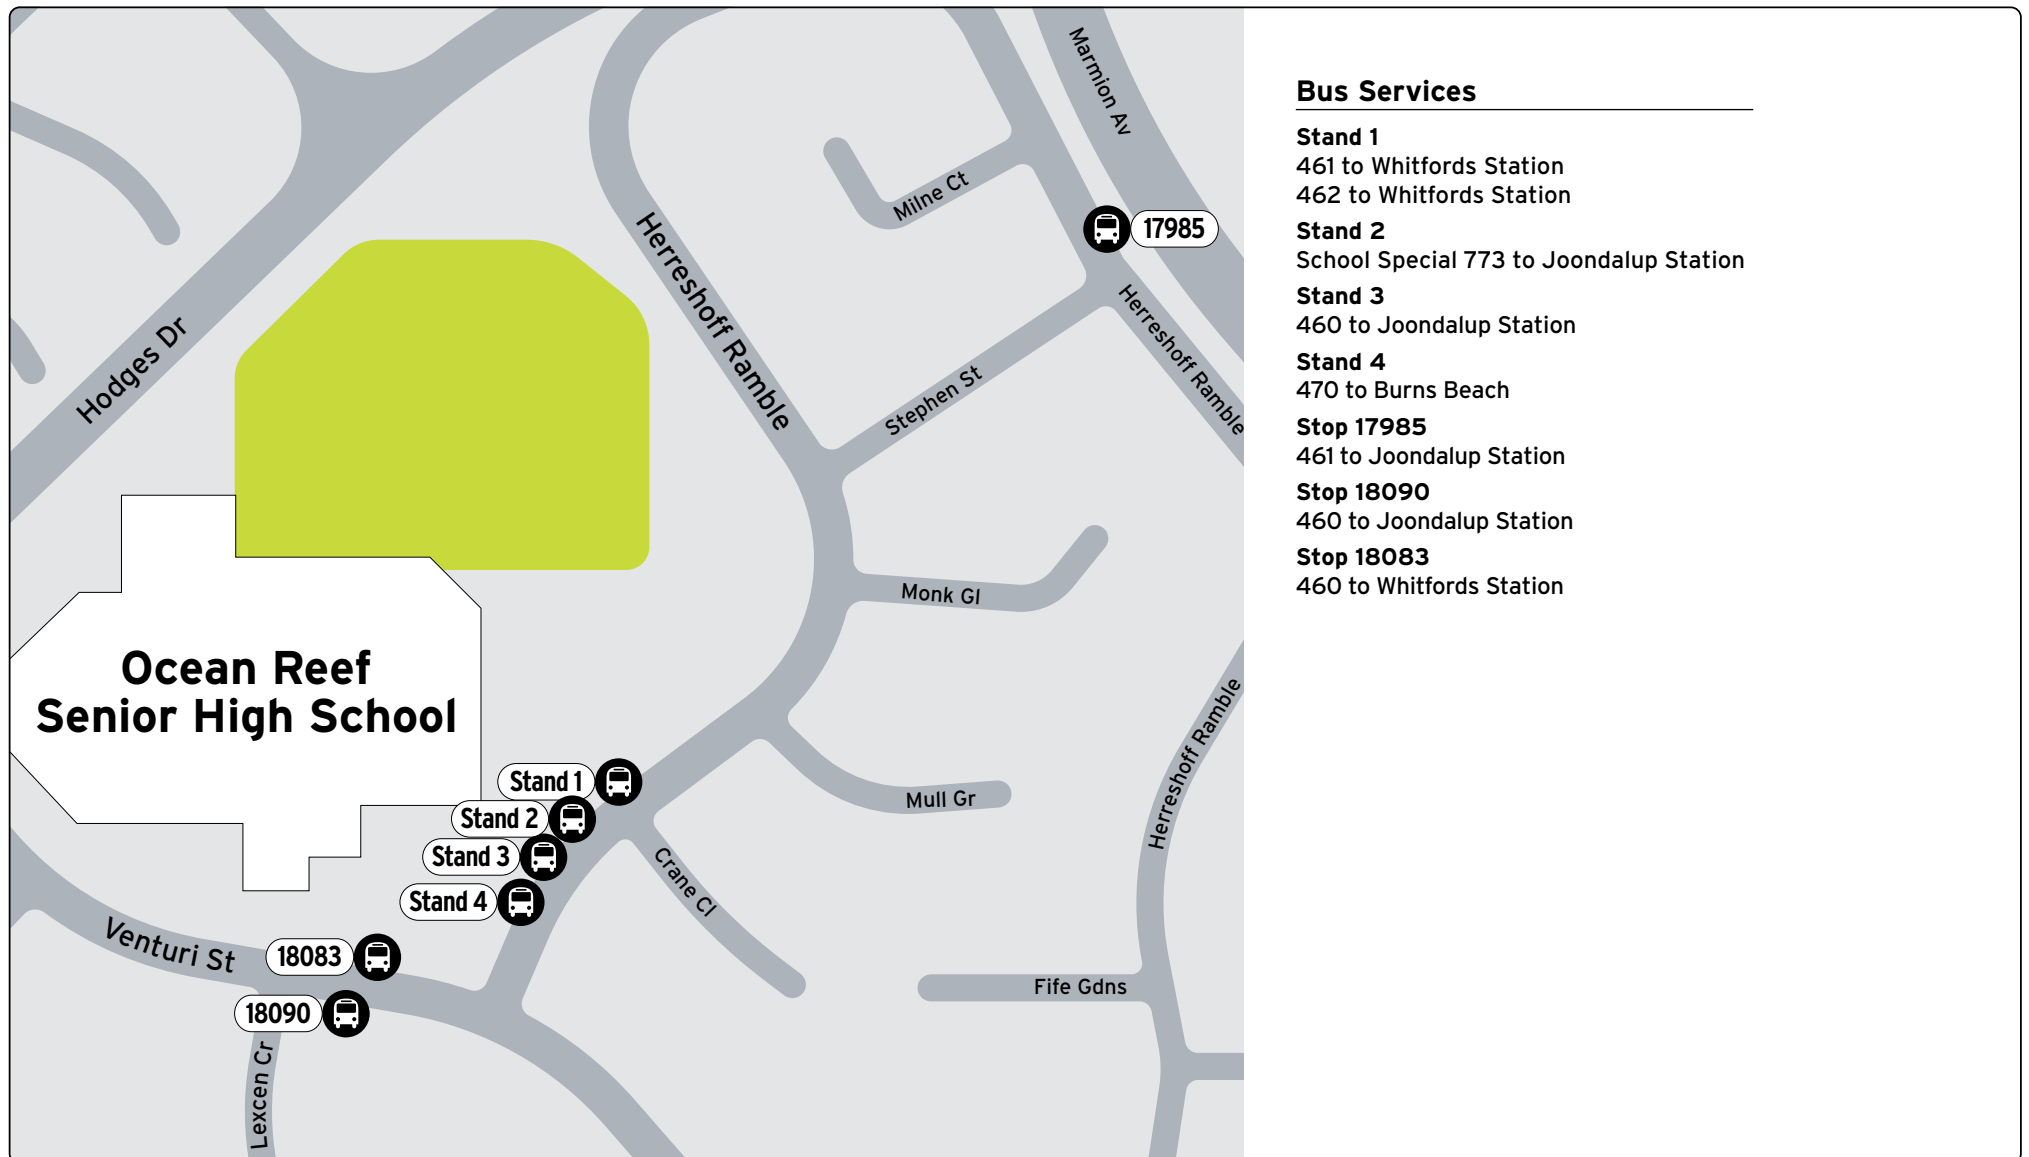 Marmion Av
Milne Ct
17985
Herreshoff Ramble
Herreshoff Ramble
Hodges Dr
Stephen St
Monk Gl
Ocean Reef
Senior High School
Herreshoff Ramble
Stand 1
Mull Gr
Stand 2
Stand 3
Crane Cl
Stand 4
Venturi St
18083
Fife Gdns
18090
Lexcen Cr
Bus Services
Stand 1
461 to Whitfords Station
462 to Whitfords Station
Stand 2
School Special 773 to Joondalup Station
Stand 3
460 to Joondalup Station
Stand 4
470 to Burns Beach
Stop 17985
461 to Joondalup Station
Stop 18090
460 to Joondalup Station
Stop 18083
460 to Whitfords Station